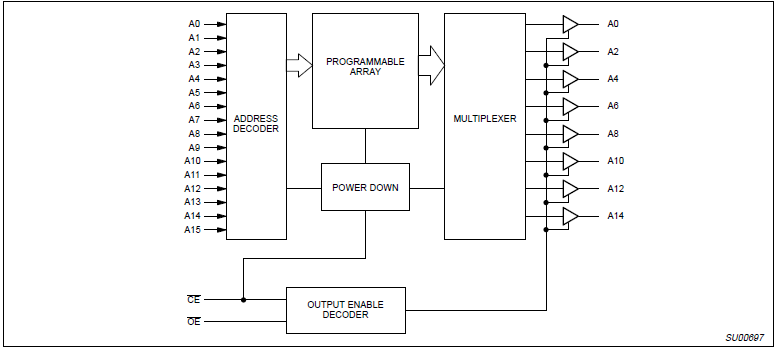 A0
A1
A2
A3
A4
A5
A6
A7
A8
A9
A10
A11
A12
A13
A14
A15
ADDRESS
DECODER
PROGRAMMABLE
ARRAY
POWER DOWN
MULTIPLEXER
A0
A2
A4
A6
A8
A10
A12
A14
CE
OE
OUTPUT ENABLE
DECODER
SU00697